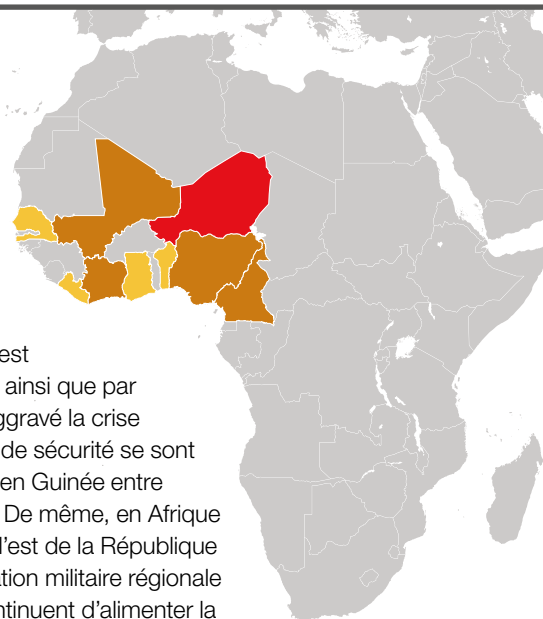 est
ainsi que par
ggravé la crise
de sécurité se sont
en Guinée entre
De même, en Afrique
l'est de la République
ation militaire régionale
ntinuent d'alimenter la